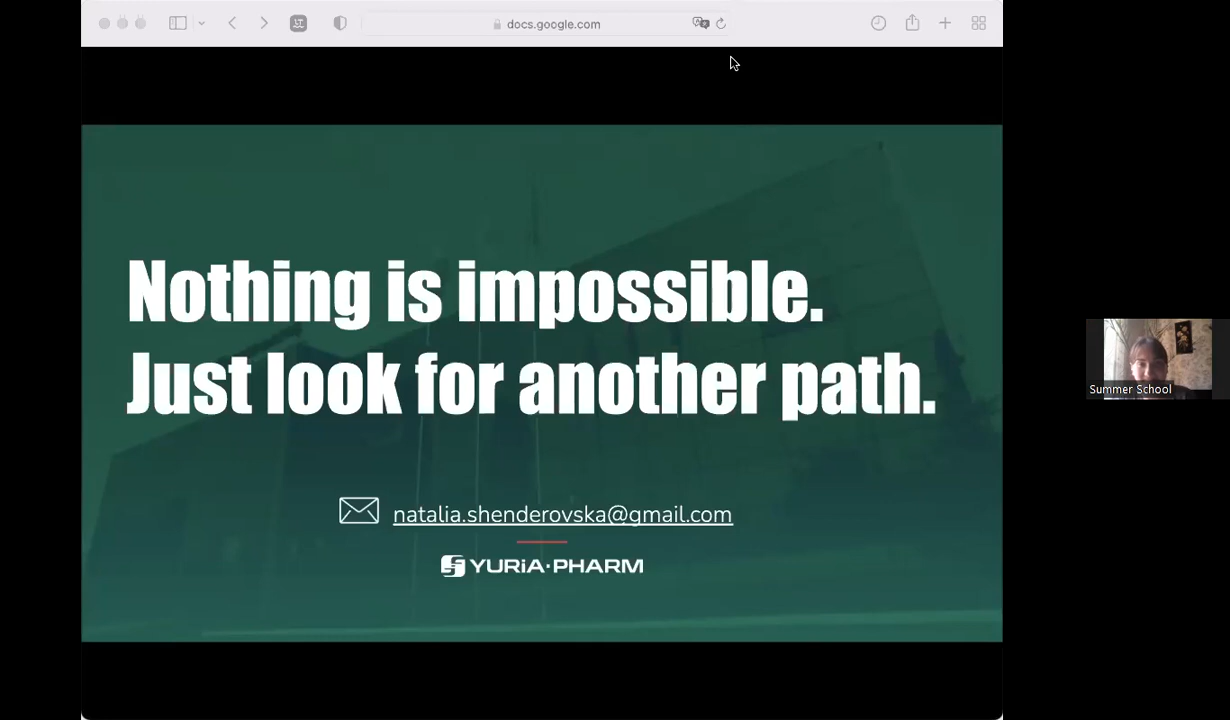 docs.google.com
Nothing is impossible.
Just look for another path.
natalia.shenderovska@gmail.com
YURiA·PHARM
Summer School